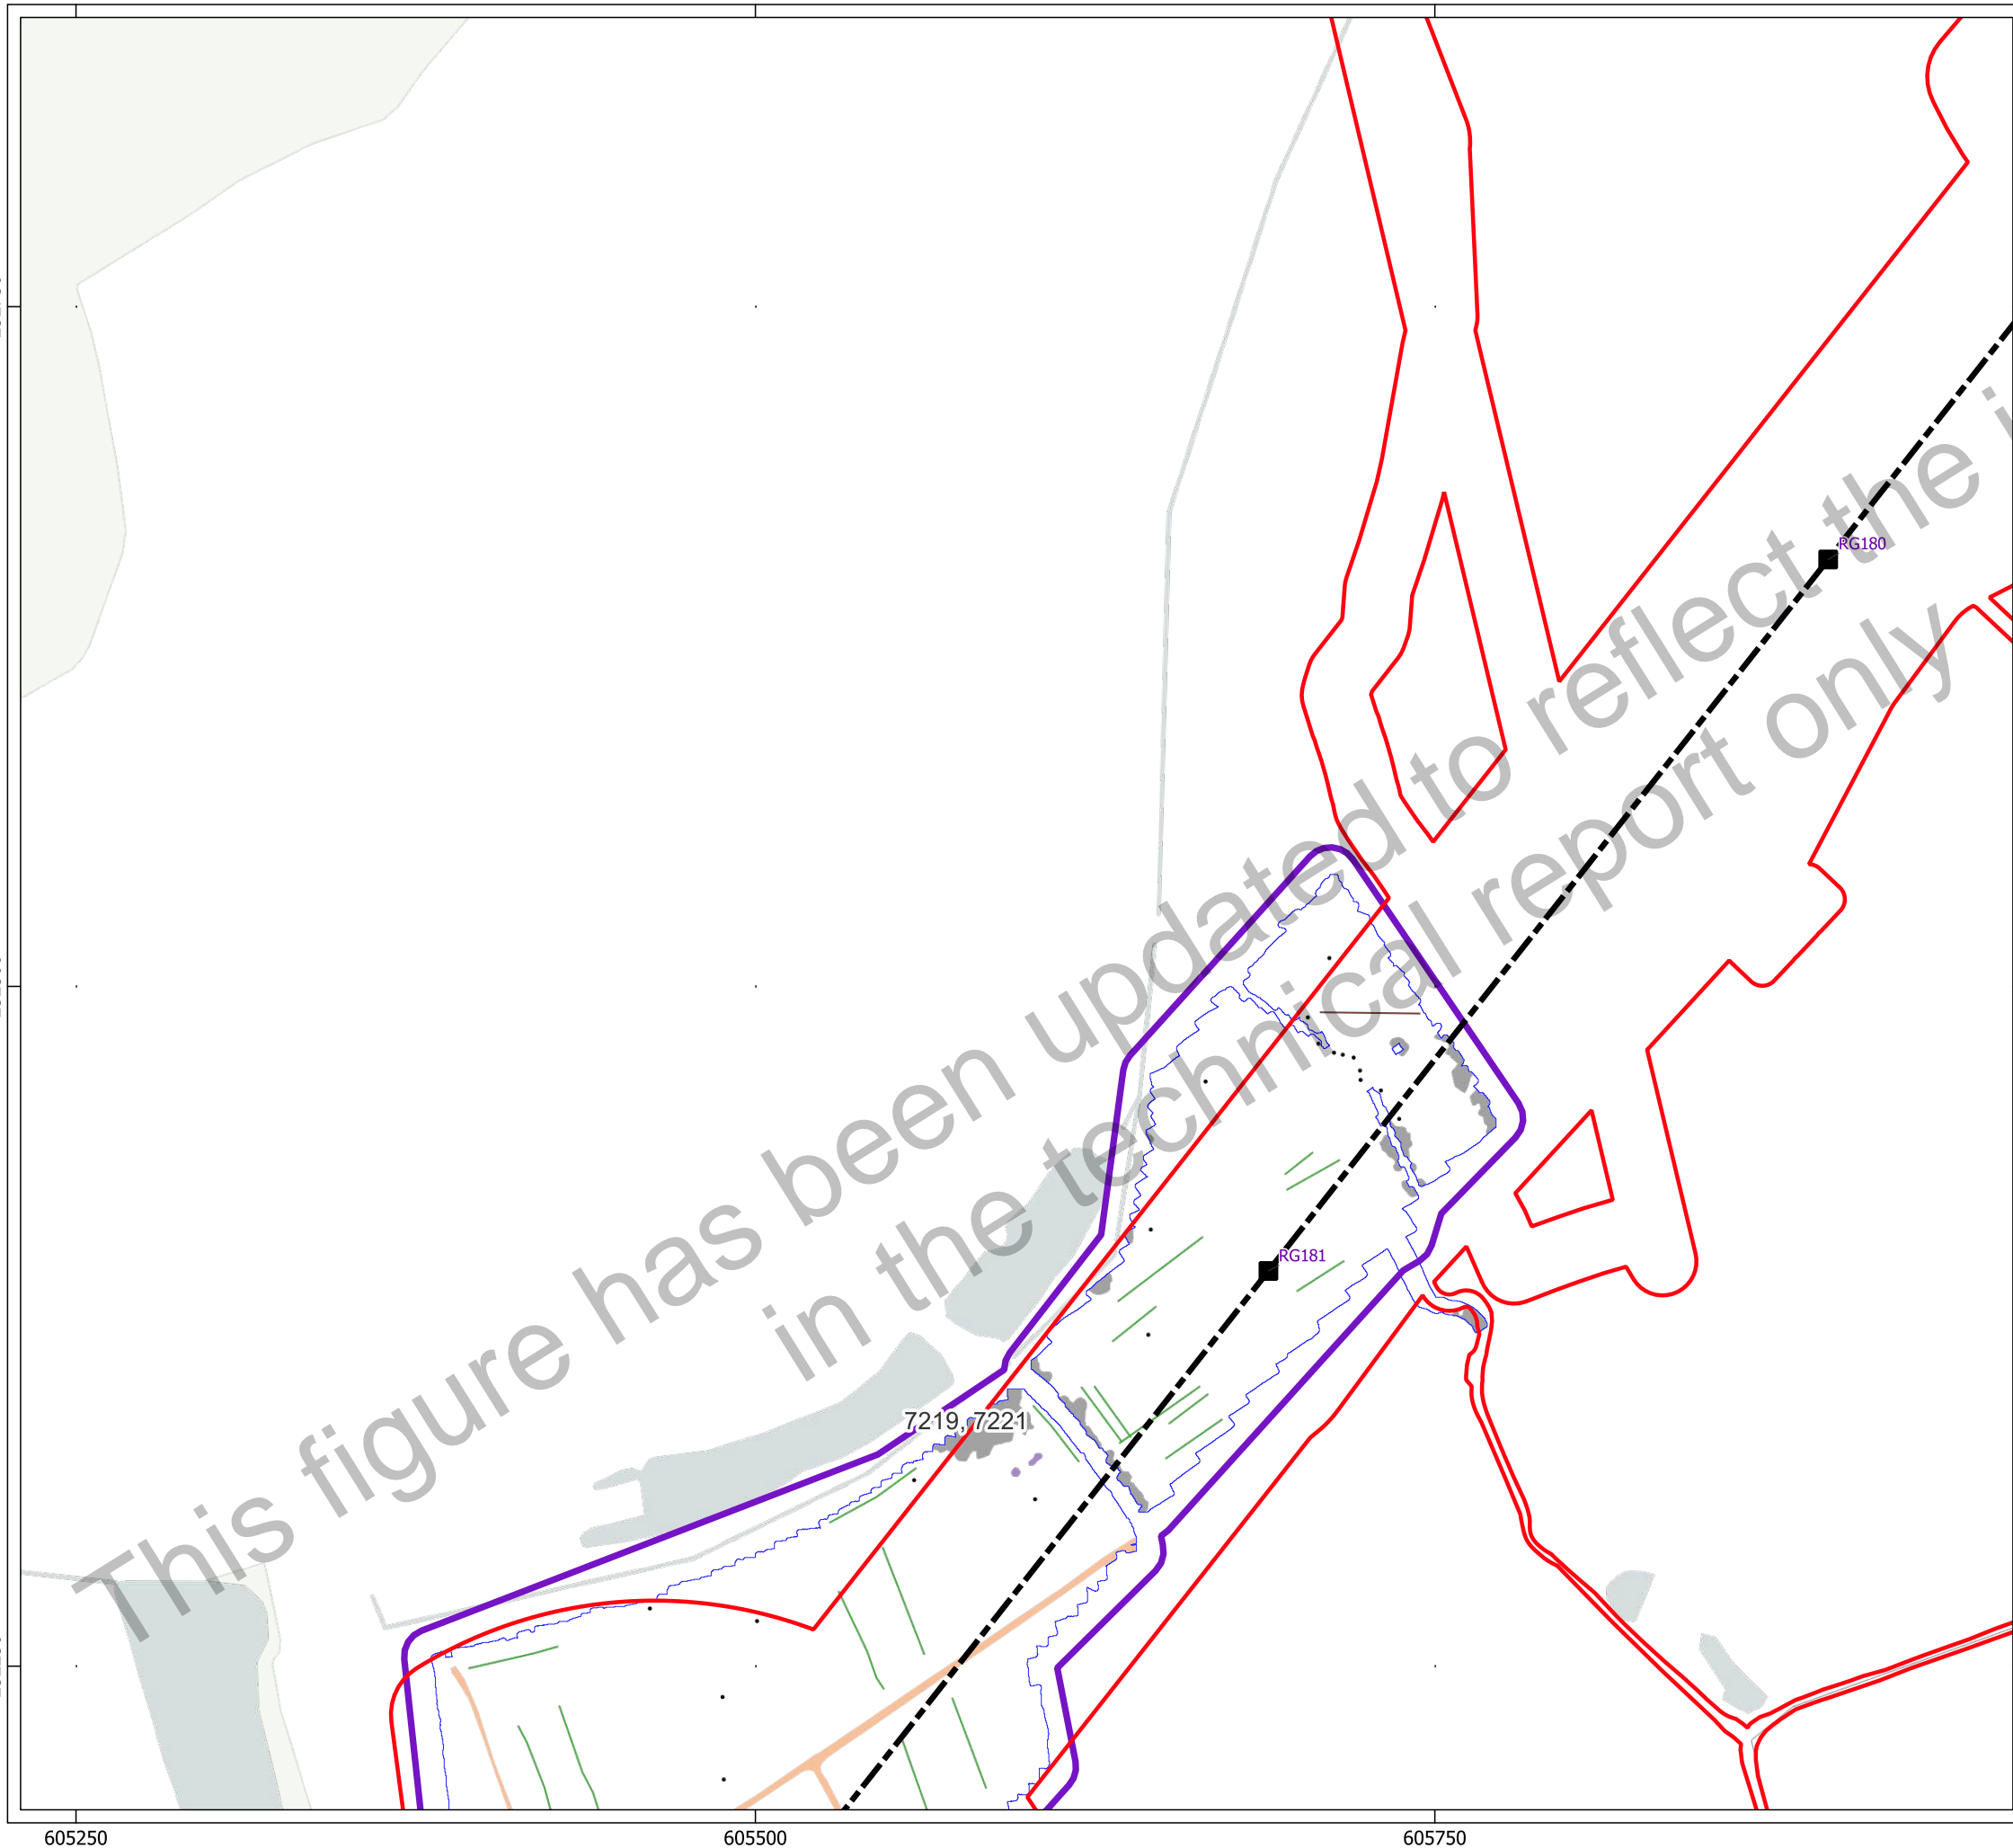 This figure has been updated to reflect the
in the technical report only
RG180
RG181
7219, 7221
605250
605500
605750